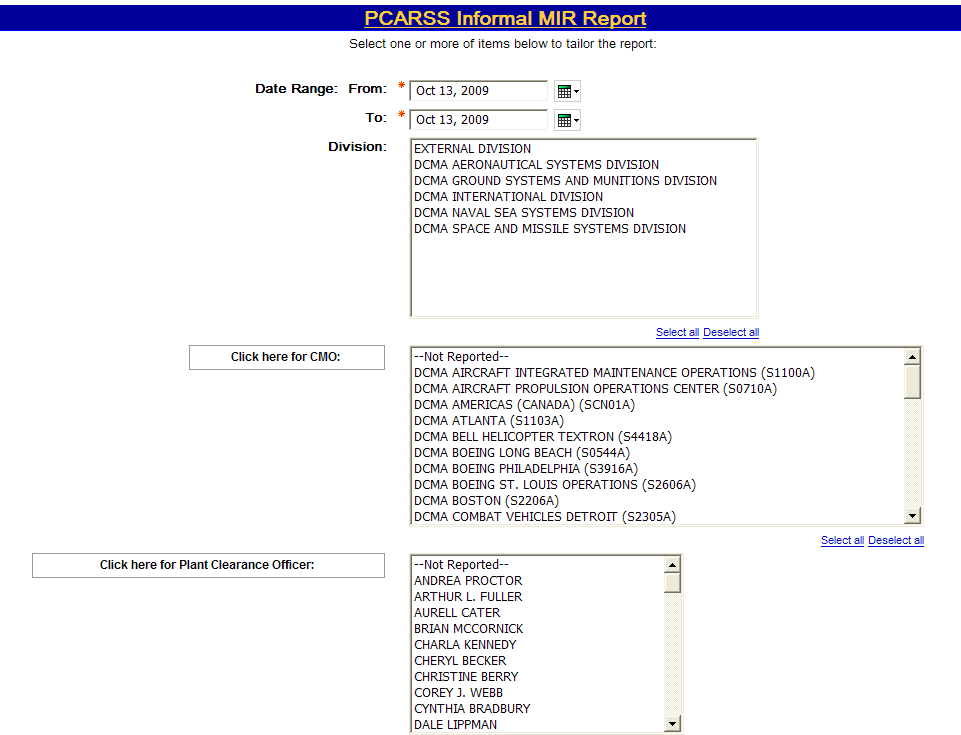 PCARSS Informal MIR Report
Select one or more of items below to tailor the report:
Date Range: From: * Oct 13, 2009
To: * Oct 13, 2009
Division:
EXTERNAL DIVISION
DCMA AERONAUTICAL SYSTEMS DIVISION
DCMA GROUND SYSTEMS AND MUNITIONS DIVISION
DCMA INTERNATIONAL DIVISION
DCMA NAVAL SEA SYSTEMS DIVISION
DCMA SPACE AND MISSILE SYSTEMS DIVISION
Select all Deselect all
Click here for CMO:
--Not Reported--
DCMA AIRCRAFT INTEGRATED MAINTENANCE OPERATIONS (S1100A)
DCMA AIRCRAFT PROPULSION OPERATIONS CENTER (S0710A)
DCMA AMERICAS (CANADA) (SCN01A)
DCMA ATLANTA (S1103A)
DCMA BELL HELICOPTER TEXTRON (S4418A)
DCMA BOEING LONG BEACH (S0544A)
DCMA BOEING PHILADELPHIA (S3916A)
DCMA BOEING ST. LOUIS OPERATIONS (S2606A)
DCMA BOSTON (S2206A)
DCMA COMBAT VEHICLES DETROIT (S2305A)
Select all Deselect all
Click here for Plant Clearance Officer:
--Not Reported--
ANDREA PROCTOR
ARTHUR L. FULLER
AURELL CATER
BRIAN MCCORNICK
CHARLA KENNEDY
CHERYL BECKER
CHRISTINE BERRY
COREY J. WEBB
CYNTHIA BRADBURY
DALE LIPPMAN